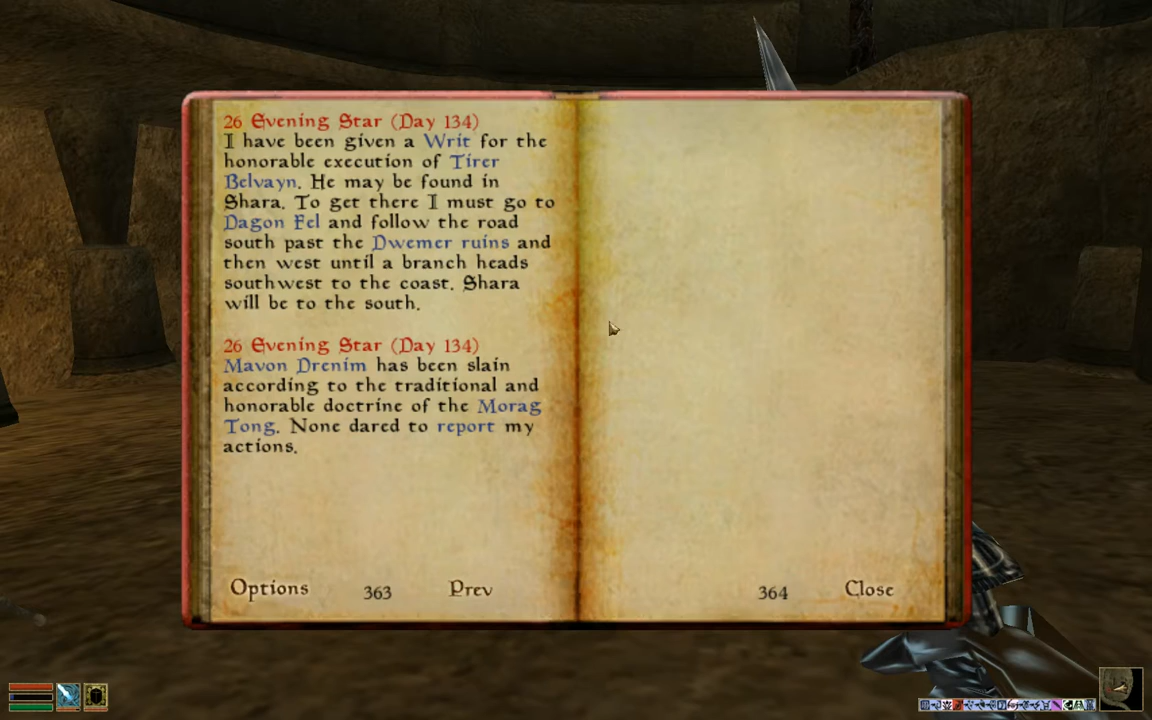 26 Evening Star (Day 134)
I have been given a Writ for the
honorable execution of Tirer
Belvayn. He may be found in
Shara. To get there I must go to
Dagon Fel and follow the road
south past the Dwemer ruins and
then west until a branch heads
southwest to the coast. Shara
will be to the south.
26 Evening Star (Day 134)
Mavon Drenim has been slain
according to the traditional and
honorable doctrine of the Morag
Tong. None dared to report my
actions.
Options 363 Prev 364 Close